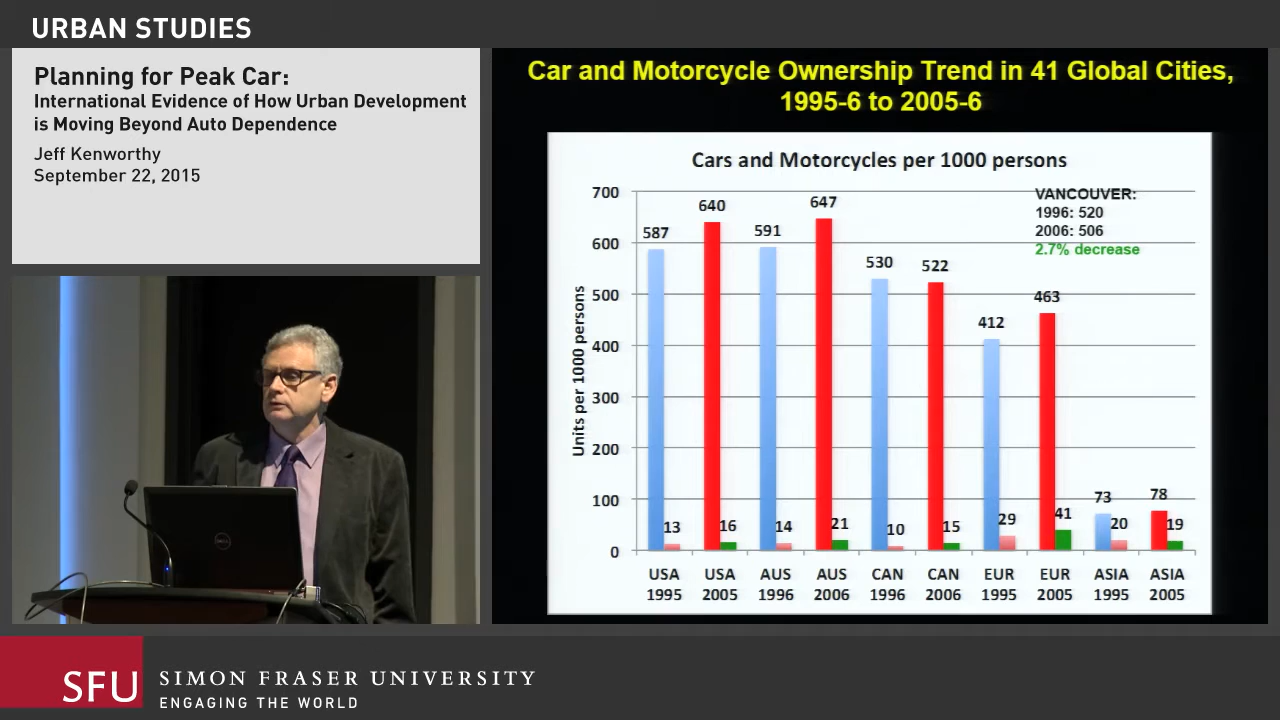 URBAN STUDIES
Planning for Peak Car:
International Evidence of How Urban Development
is Moving Beyond Auto Dependence
Jeff Kenworthy
September 22, 2015
Car and Motorcycle Ownership Trend in 41 Global Cities,
1995-6 to 2005-6
Cars and Motorcycles per 1000 persons
VANCOUVER:
1996: 520
2006: 506
2.7% decrease
Units per 1000 persons
700
600
500
400
300
200
100
0
587
13
640
16
591
14
647
21
530
10
522
15
412
29
463
41
73
20
78
19
USA
1995
USA
2005
AUS
1996
AUS
2006
CAN
1996
CAN
2006
EUR
1995
EUR
2005
ASIA
1995
ASIA
2005
DELL
SFU
SIMON FRASER UNIVERSITY
ENGAGING THE WORLD